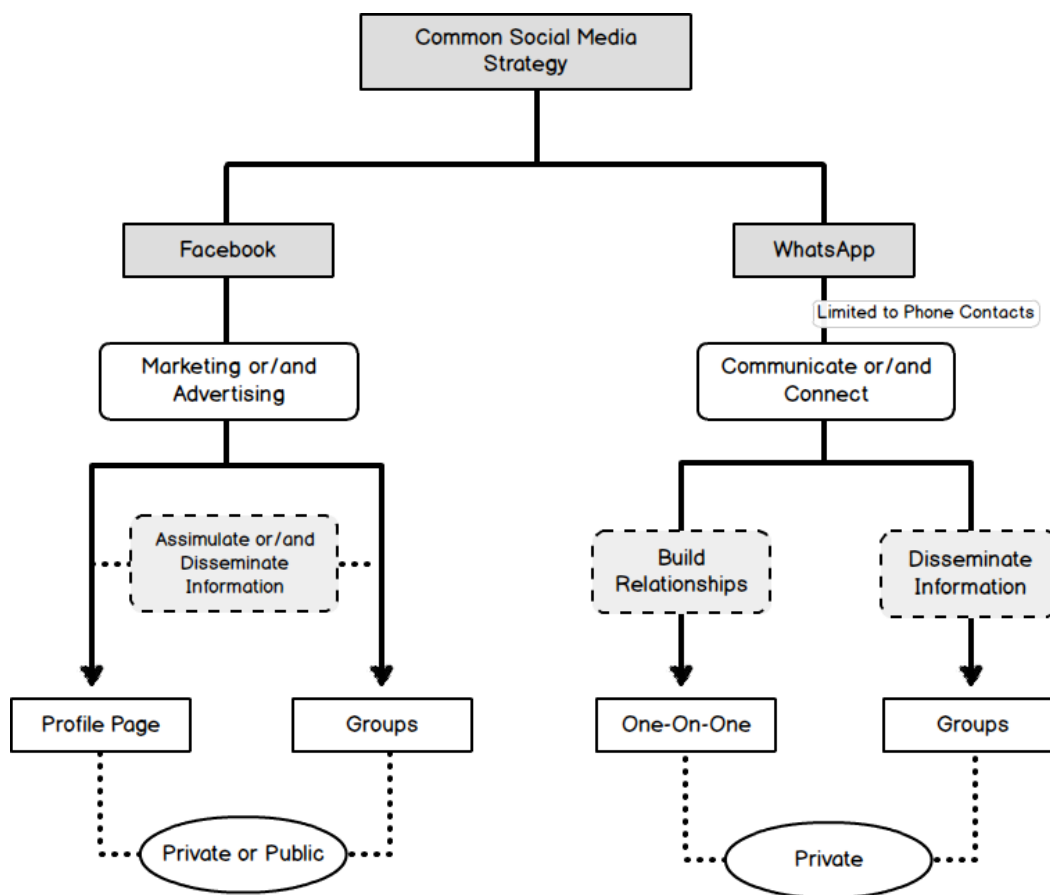 Common Social Media
Strategy
Facebook
WhatsApp
Limited to Phone Contacts
Marketing or/and
Advertising
Communicate or/and
Connect
Assimulate or/and
Disseminate
Information
Build
Relationships
Disseminate
Information
Profile Page
Groups
One-On-One
Groups
Private or Public
Private